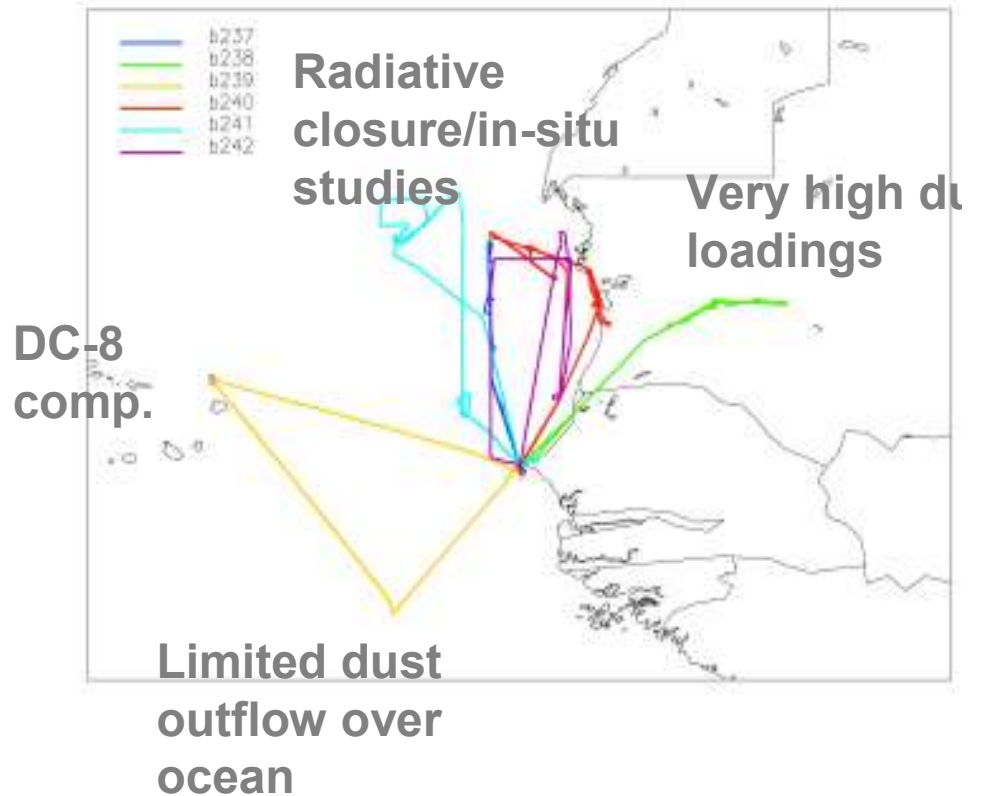 b237
b238
b239
b240
b241
b242
Radiative
closure/in-situ
studies
Very high du
loadings
DC-8
comp.
Limited dust
outflow over
ocean